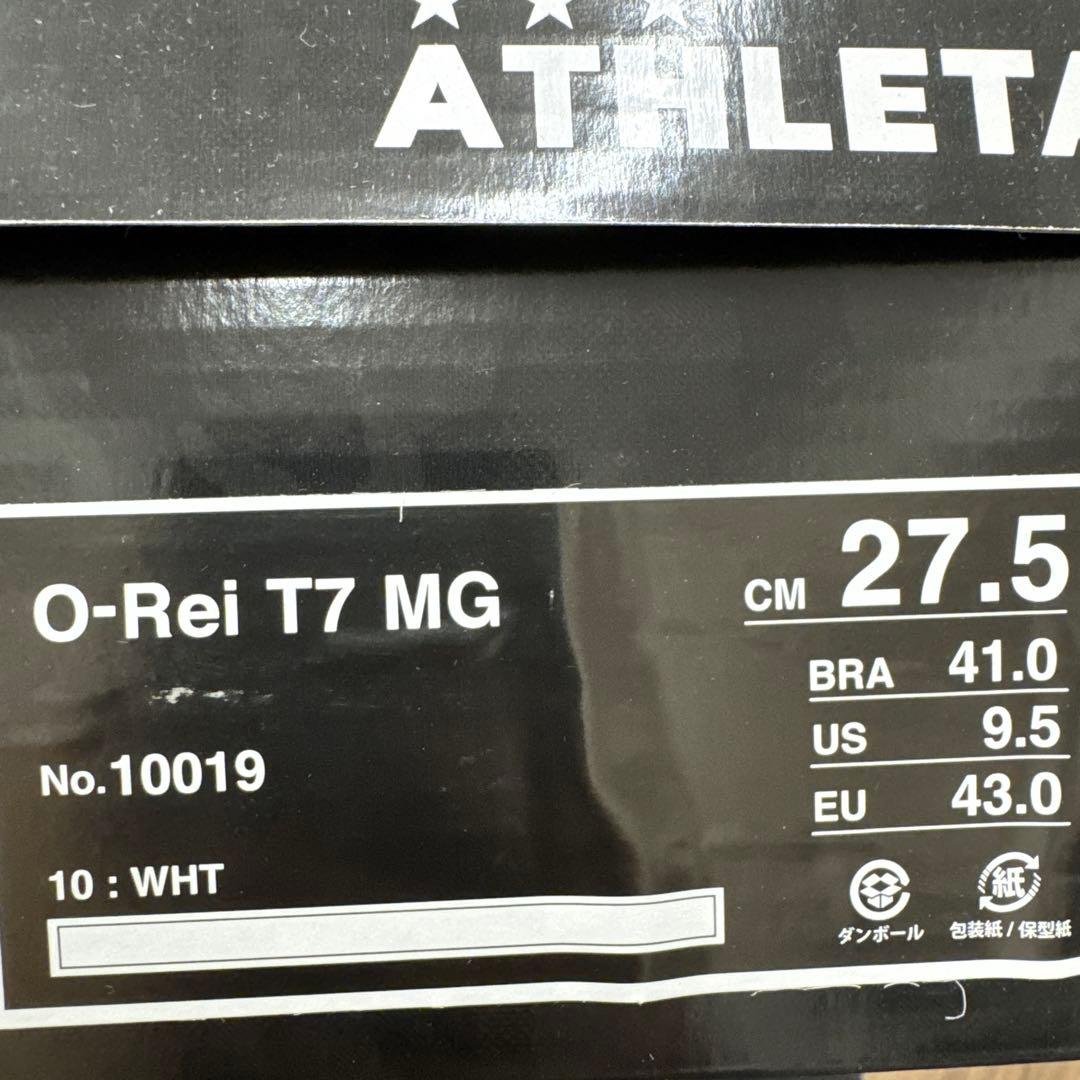 ATHLETA
O-Rei T7 MG
No.10019
10 : WHT
CM 27.5
BRA 41.0
US 9.5
EU 43.0
紙
ダンボール
包装紙 / 保型紙